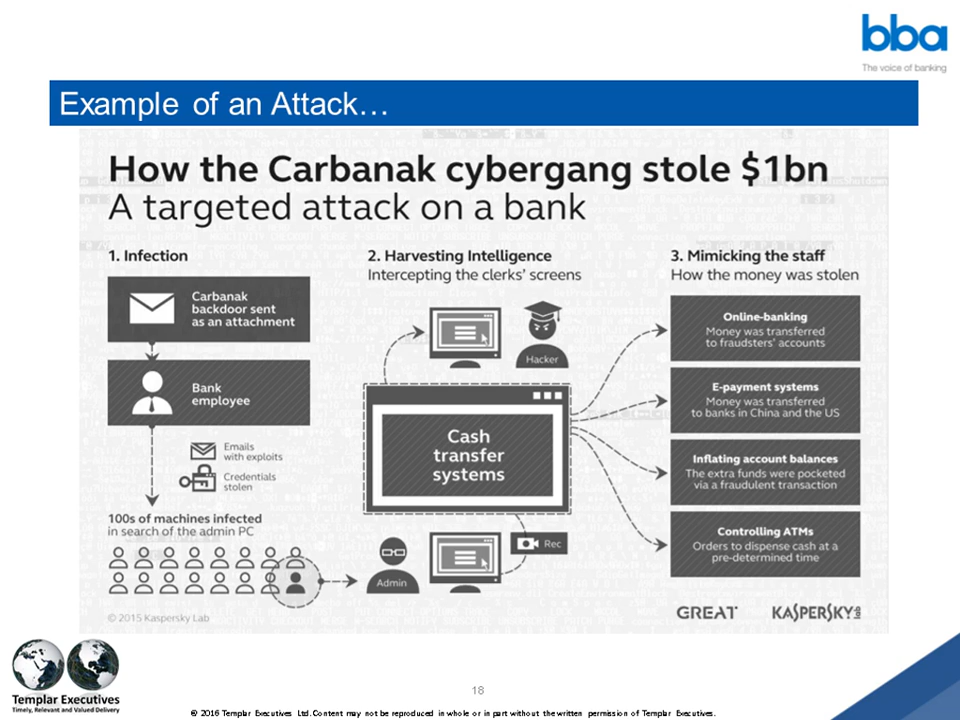 bba
The voice of banking
Example of an Attack…
How the Carbanak cybergang stole $1bn
A targeted attack on a bank
1. Infection
Carbanak
backdoor sent
as an attachment
Bank
employee
Emails
with exploits
Credentials
stolen
100s of machines infected
in search of the admin PC
2. Harvesting Intelligence
Intercepting the clerks' screens
Hacker
Cash
transfer
systems
Rec
Admin
3. Mimicking the staff
How the money was stolen
Online-banking
Money was transferred
to fraudsters' accounts
E-payment systems
Money was transferred
to banks in China and the US
Inflating account balances
The extra funds were pocketed
via a fraudulent transaction
Controlling ATMs
Orders to dispense cash at a
pre-determined time
© 2015 Kaspersky Lab
GREAT
KASPERSKY lab
Templar Executives
Timely, Relevant and Valued Delivery
18
© 2016 Templar Executives Ltd. Content may not be reproduced in whole or in part without the written permission of Templar Executives.